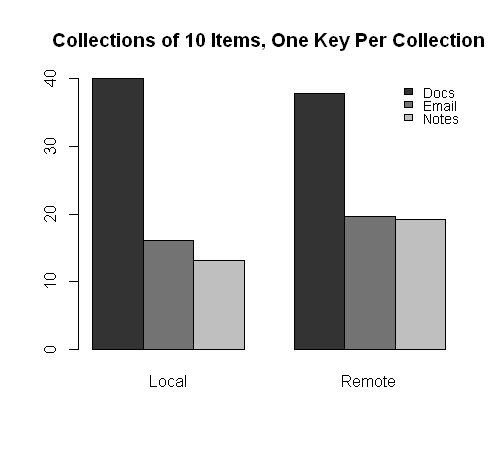 Collections of 10 Items, One Key Per Collection
40
30
20
10
0
Docs
Email
Notes
Local
Remote